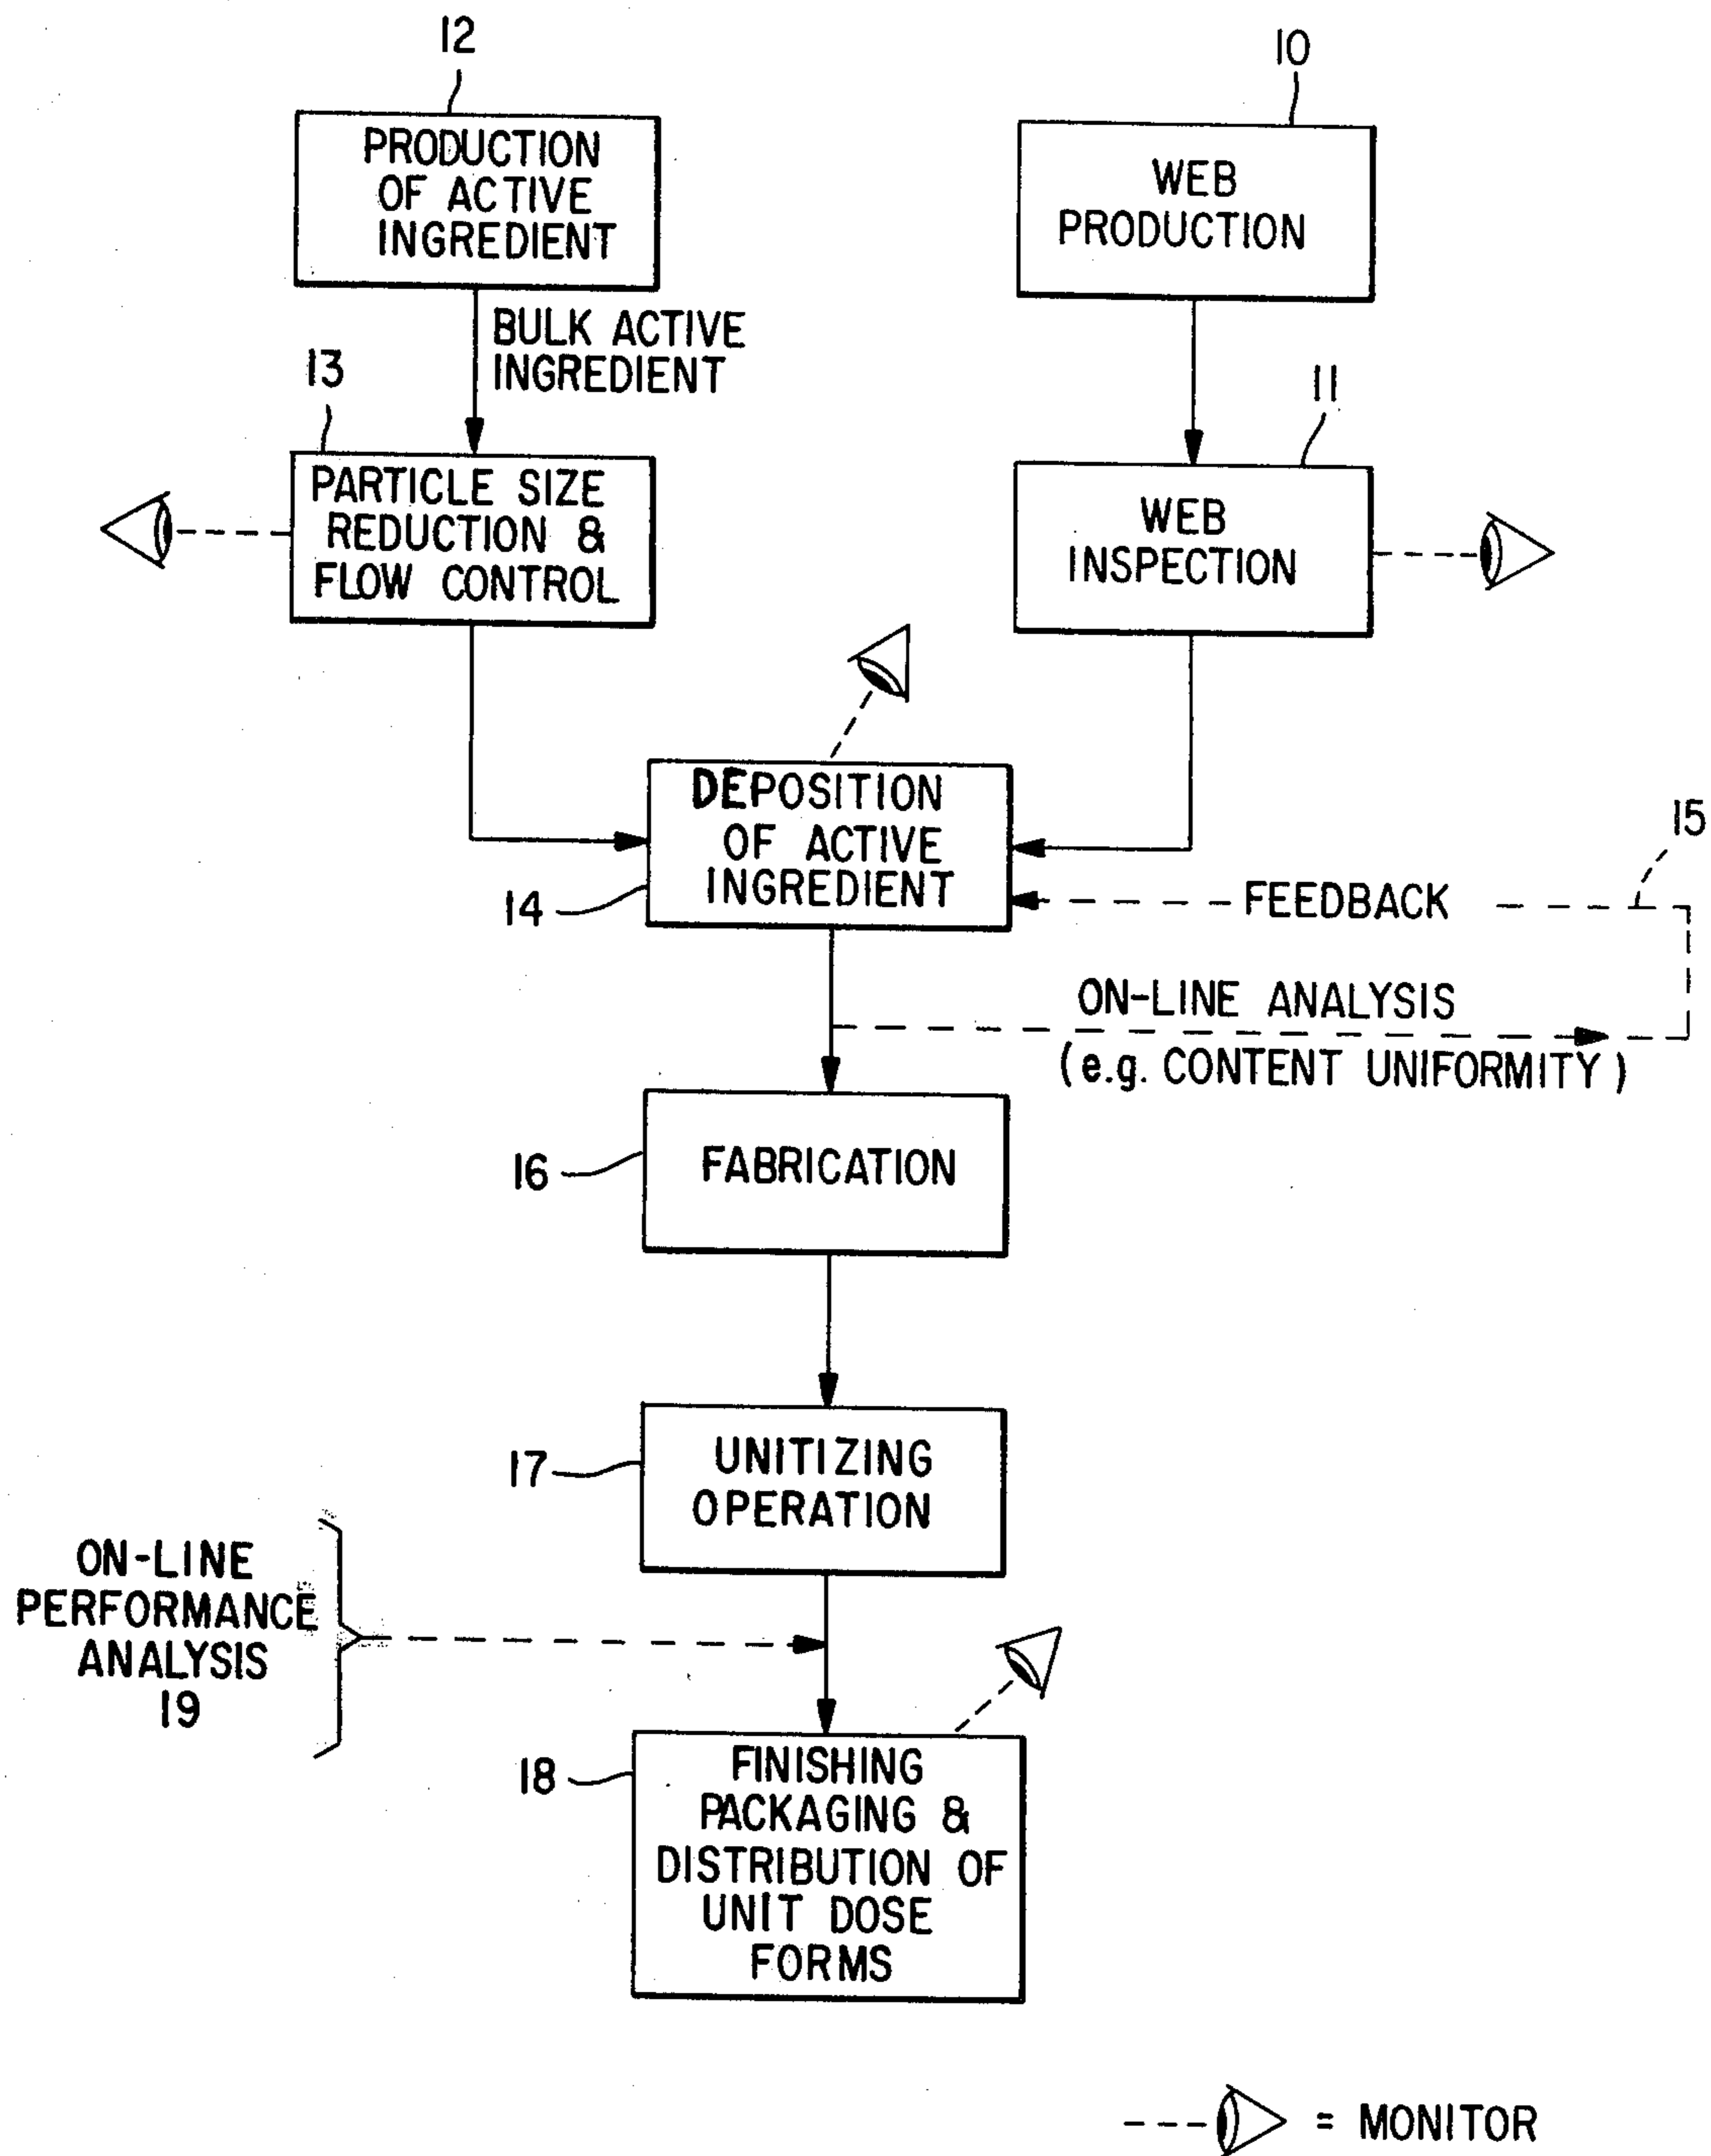 12
10
PRODUCTION
OF ACTIVE
INGREDIENT
WEB
PRODUCTION
BULK ACTIVE
INGREDIENT
13
11
PARTICLE SIZE
REDUCTION &
FLOW CONTROL
WEB
INSPECTION
DEPOSITION
OF ACTIVE
INGREDIENT
14
15
FEEDBACK
ON-LINE ANALYSIS
(e.g. CONTENT UNIFORMITY)
16
FABRICATION
17
UNITIZING
OPERATION
ON-LINE
PERFORMANCE
ANALYSIS
19
18
FINISHING
PACKAGING &
DISTRIBUTION OF
UNIT DOSE
FORMS
= MONITOR